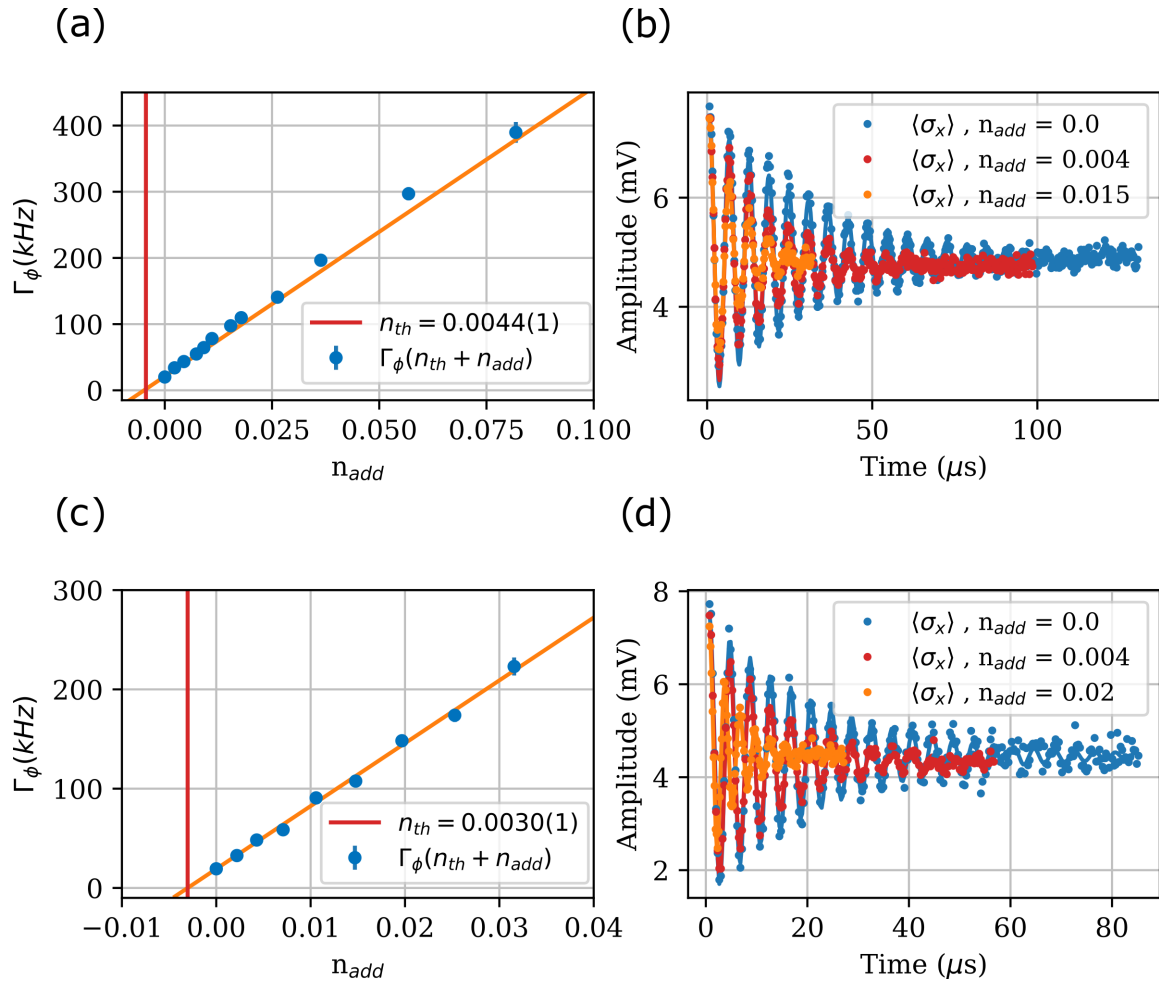 (a)
400
300
200
100
0
Γϕ(kHz)
nth = 0.0044(1)
Γϕ(nth + nadd)
0.000
0.025
0.050
0.075
0.100
nadd
(b)
6
4
Amplitude (mV)
⟨σx⟩ , nadd = 0.0
⟨σx⟩ , nadd = 0.004
⟨σx⟩ , nadd = 0.015
0
50
100
Time (μs)
(c)
300
200
100
0
Γϕ(kHz)
nth = 0.0030(1)
Γϕ(nth + nadd)
−0.01
0.00
0.01
0.02
0.03
0.04
nadd
(d)
8
6
4
2
Amplitude (mV)
⟨σx⟩ , nadd = 0.0
⟨σx⟩ , nadd = 0.004
⟨σx⟩ , nadd = 0.02
0
20
40
60
80
Time (μs)